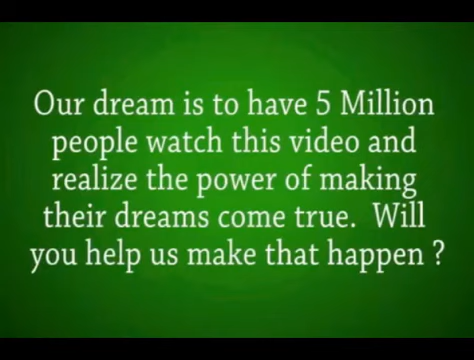 Our dream is to have 5 Million
people watch this video and
realize the power of making
their dreams come true.  Will
you help us make that happen ?